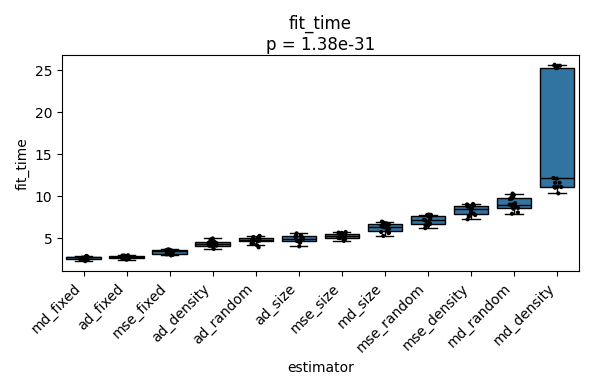 fit_time
p = 1.38e-31
fit_time
25
20
15
10
5
md_fixed
ad_fixed
mse_fixed
ad_density
ad_random
ad_size
mse_size
md_size
mse_random
mse_density
md_random
md_density
estimator